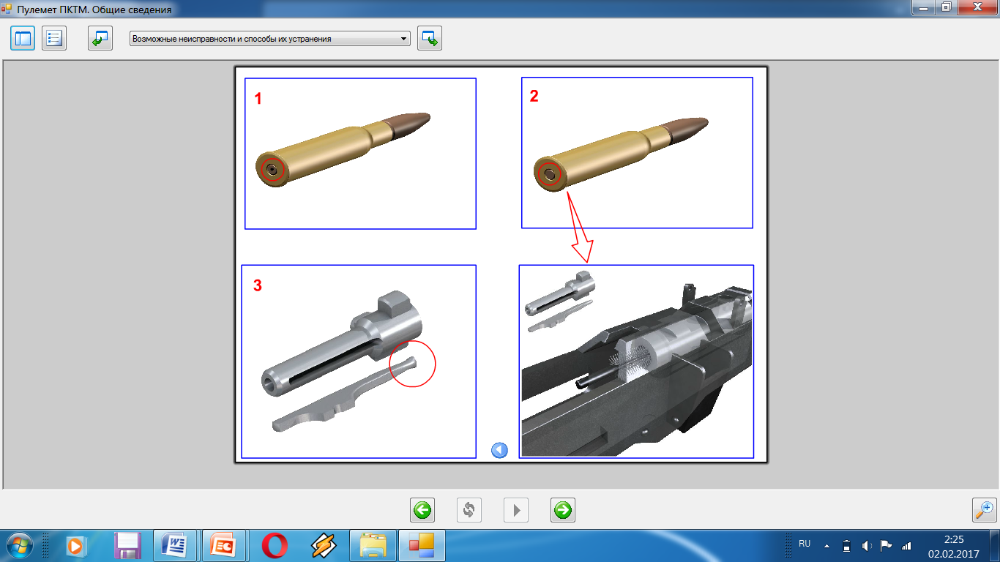 Пулемет ПКТМ. Общие сведения
Возможные неисправности и способы их устранения
1
2
3
RU
2:25
02.02.2017